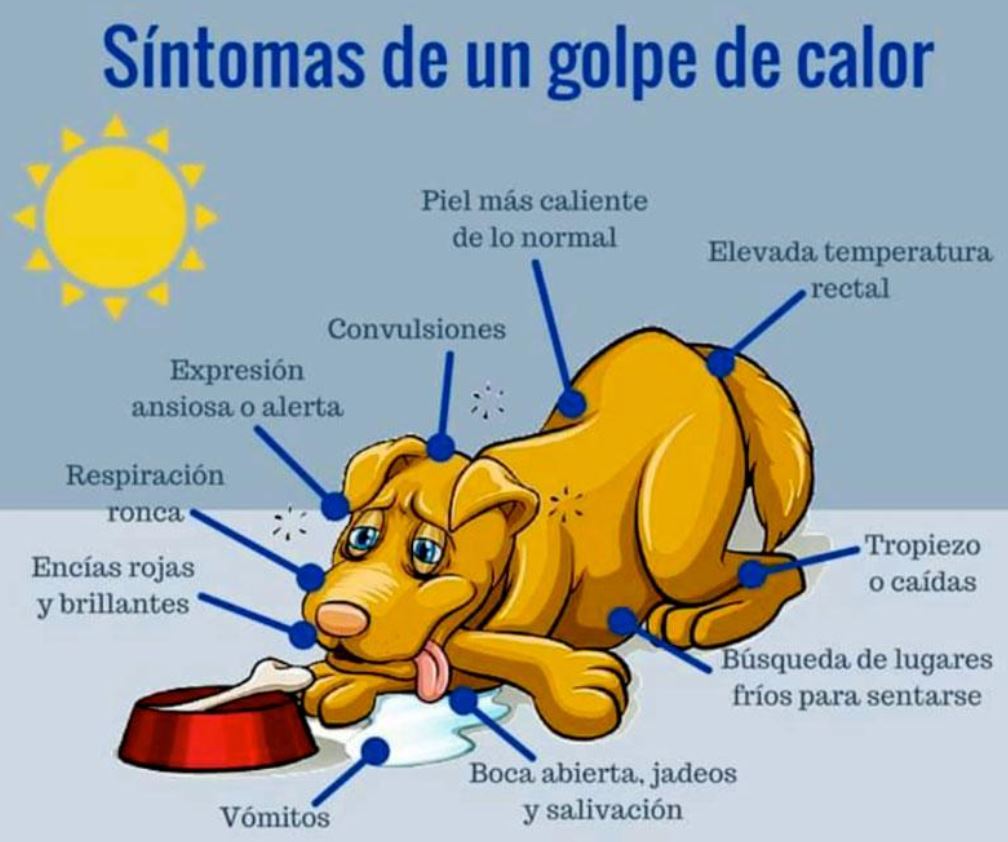 Síntomas de un golpe de calor
Piel más caliente
de lo normal
Elevada temperatura
rectal
Convulsiones
Expresión
ansiosa o alerta
Respiración
ronca
Encías rojas
y brillantes
Tropiezo
o caídas
Búsqueda de lugares
fríos para sentarse
Boca abierta, jadeos
y salivación
Vómitos